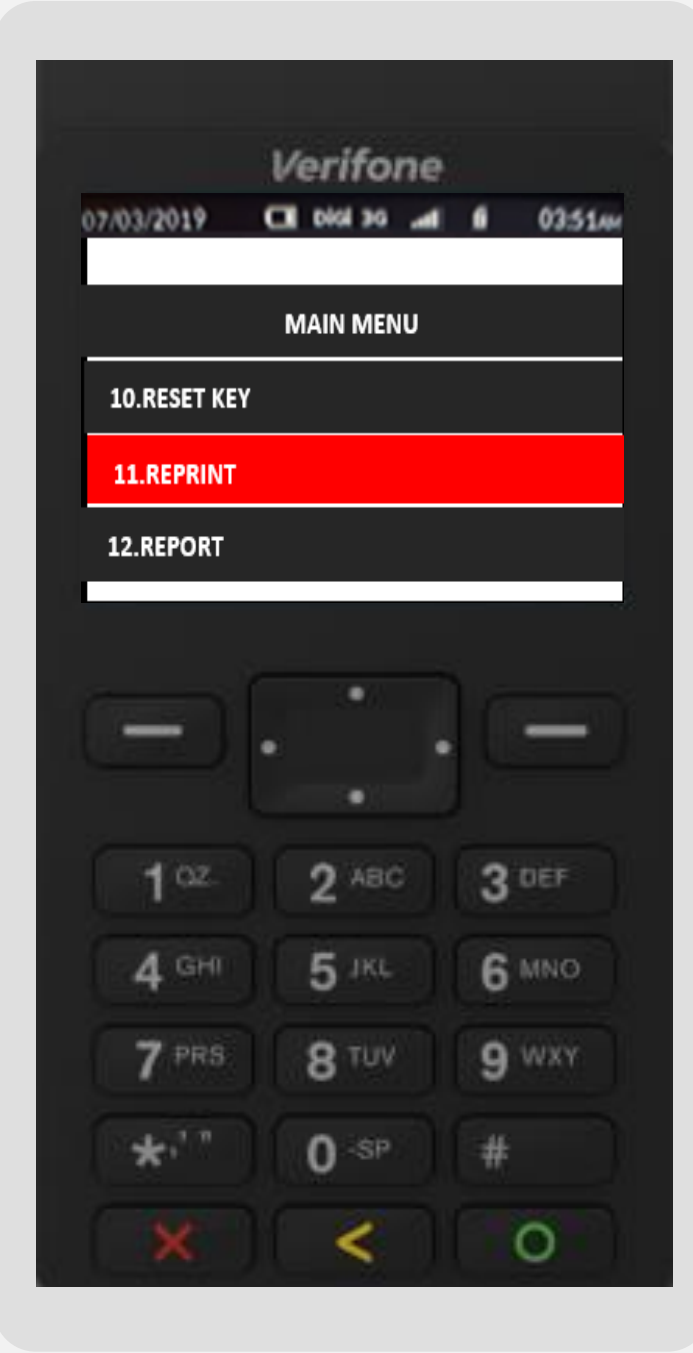 Verifone
07/03/2019 DIGI 3G 03:51AM
MAIN MENU
10.RESET KEY
11.REPRINT
12.REPORT
1 QZ.
2 ABC
3 DEF
4 GHI
5 JKL
6 MNO
7 PRS
8 TUV
9 WXY
*,' "
0 -SP
#